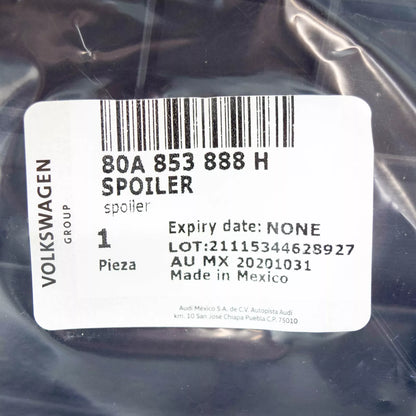 VOLKSWAGEN
GROUP
80A 853 888 H
SPOILER
spoiler
1
Pieza
Expiry date: NONE
LOT:21115344628927
AU MX 20201031
Made in Mexico
Audi México S.A. de C.V. Autopista Audi
km. 10 San José Chiapa Puebla C.P. 75010